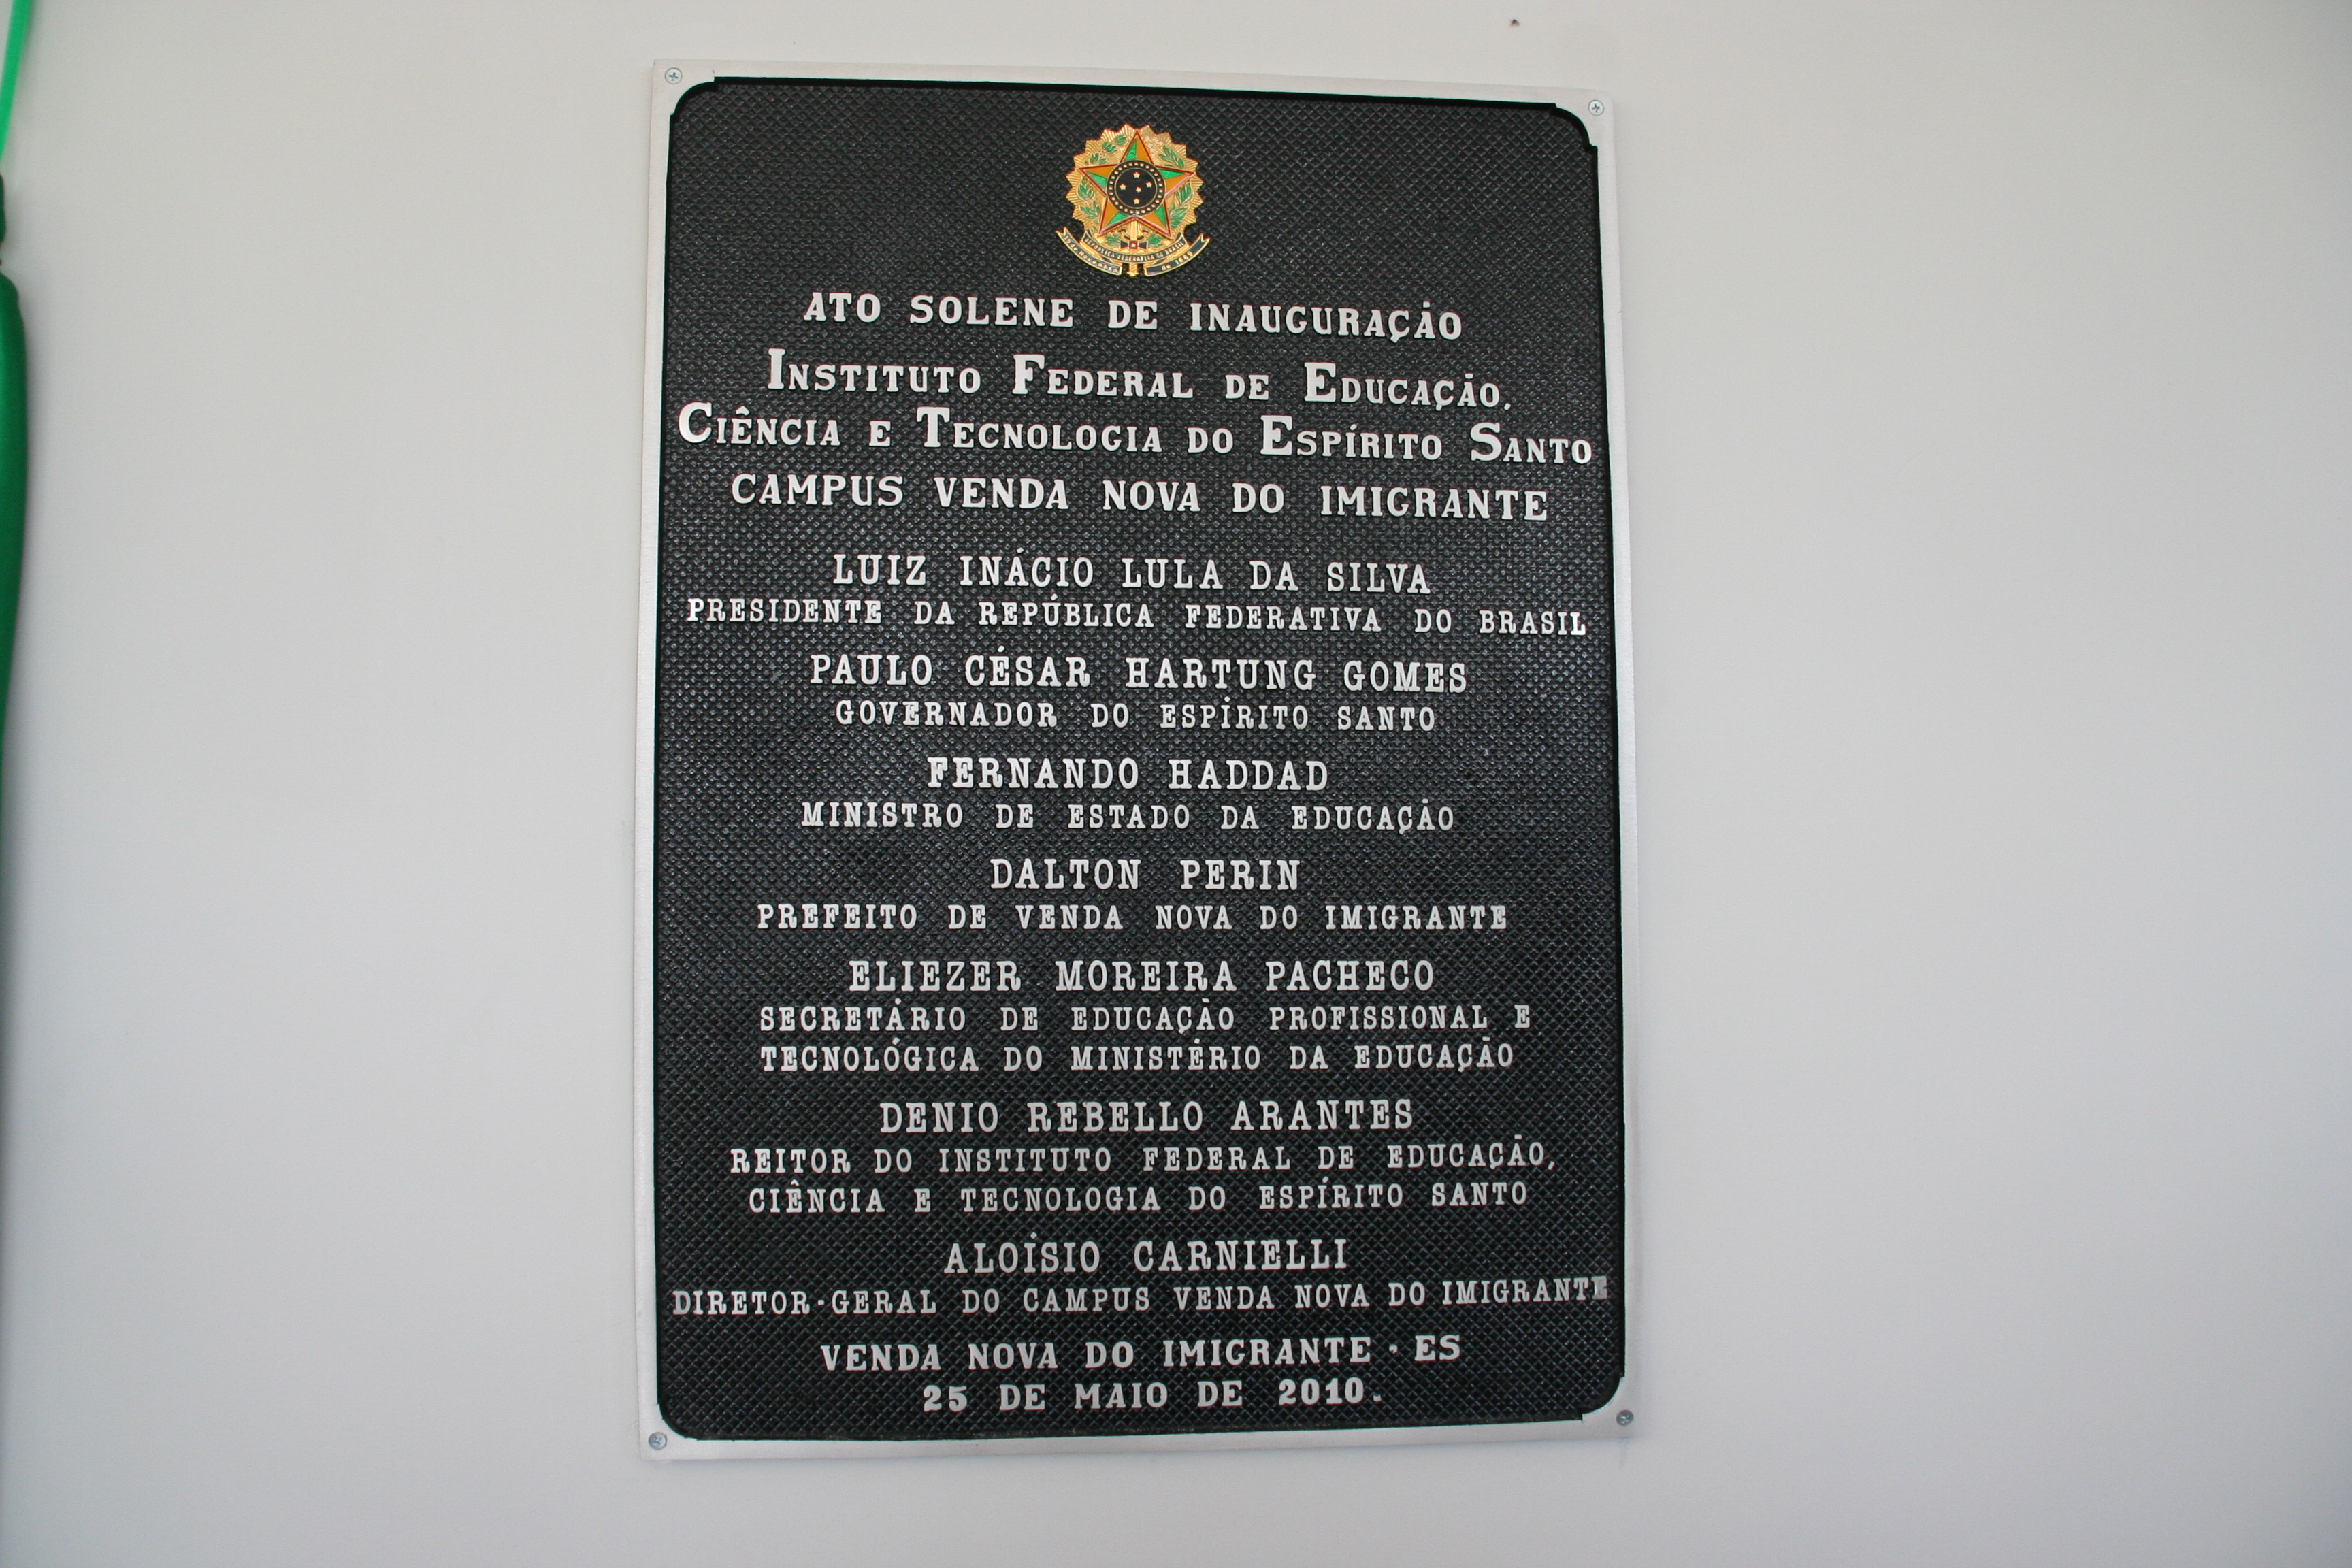 ATO SOLENE DE INAUGURAÇÃO
INSTITUTO FEDERAL DE EDUCAÇÃO,
CIÊNCIA E TECNOLOGIA DO ESPÍRITO SANTO
CAMPUS VENDA NOVA DO IMIGRANTE
LUIZ INÁCIO LULA DA SILVA
PRESIDENTE DA REPÚBLICA FEDERATIVA DO BRASIL
PAULO CÉSAR HARTUNG GOMES
GOVERNADOR DO ESPÍRITO SANTO
FERNANDO HADDAD
MINISTRO DE ESTADO DA EDUCAÇÃO
DALTON PERIN
PREFEITO DE VENDA NOVA DO IMIGRANTE
ELIEZER MOREIRA PACHECO
SECRETÁRIO DE EDUCAÇÃO PROFISSIONAL E
TECNOLÓGICA DO MINISTÉRIO DA EDUCAÇÃO
DENIO REBELLO ARANTES
REITOR DO INSTITUTO FEDERAL DE EDUCAÇÃO,
CIÊNCIA E TECNOLOGIA DO ESPÍRITO SANTO
ALOÍSIO CARNIELLI
DIRETOR-GERAL DO CAMPUS VENDA NOVA DO IMIGRANTE
VENDA NOVA DO IMIGRANTE - ES
25 DE MAIO DE 2010.